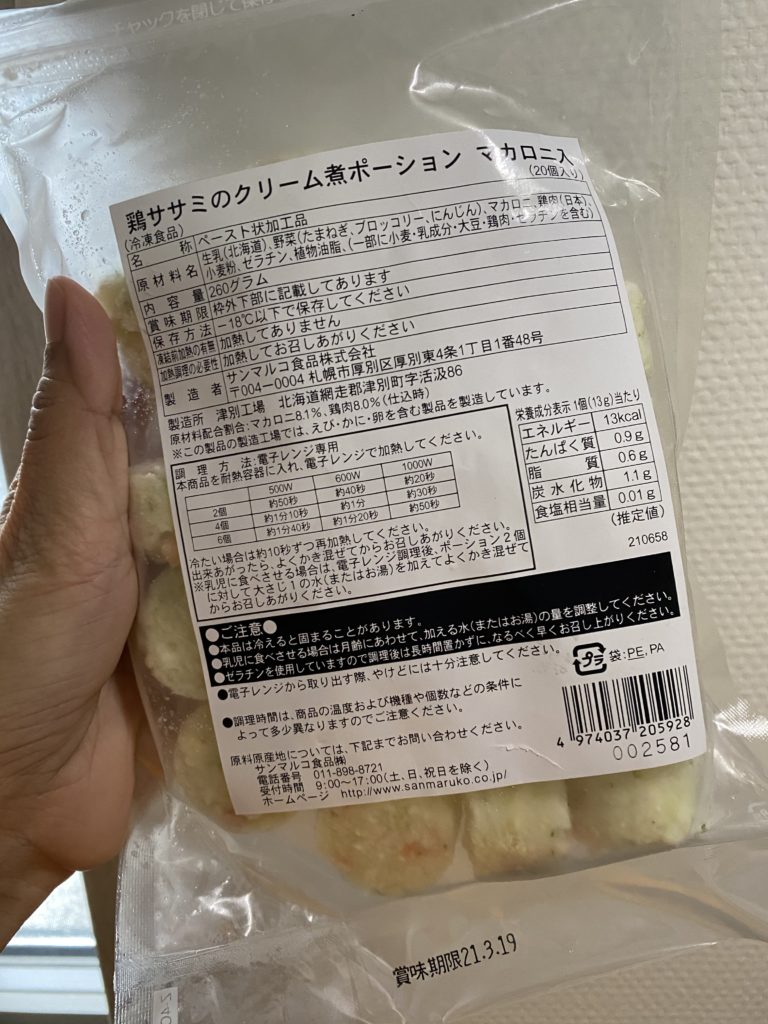 チャックを閉じて保存
鶏ササミのクリーム煮ポーション マカロニ入
(冷凍食品) (20個入り)
名称 ペースト状加工品
原材料名 生乳(北海道)、野菜(たまねぎ、ブロッコリー、にんじん)、マカロニ、鶏肉(日本)、
小麦粉、ゼラチン、植物油脂、(一部に小麦・乳成分・大豆・鶏肉・ゼラチンを含む)
内容量 260グラム
賞味期限 枠外下部に記載してあります
保存方法 −18℃以下で保存してください
凍結前加熱の有無 加熱してありません
加熱調理の必要性 加熱してお召しあがりください
製造者 サンマルコ食品株式会社
〒004−0004 札幌市厚別区厚別東4条1丁目1番48号
製造所 津別工場 北海道網走郡津別町字活汲86
原材料配合割合:マカロニ8.1%、鶏肉8.0%(仕込時)
※この製品の製造工場では、えび・かに・卵を含む製品を製造しています。
調理方法:電子レンジ専用
本商品を耐熱容器に入れ、電子レンジで加熱してください。
500W 600W 1000W
2個 約50秒 約40秒 約20秒
4個 約1分10秒 約1分 約30秒
6個 約1分40秒 約1分20秒 約50秒
冷たい場合は約10秒ずつ再加熱してください。
出来あがったら、よくかき混ぜてからお召しあがりください。
※乳児に食べさせる場合は、電子レンジ調理後、ポーション2個
に対して大さじ1の水(またはお湯)を加えてよくかき混ぜて
からお召しあがりください。
栄養成分表示 1個(13g)当たり
エネルギー 13kcal
たんぱく質 0.9g
脂質 0.6g
炭水化物 1.1g
食塩相当量 0.01g
(推定値)
210658
●ご注意●
●本品は冷えると固まることがあります。
●乳児に食べさせる場合は月齢にあわせて、加える水(またはお湯)の量を調整してください。
●ゼラチンを使用していますので調理後は長時間置かずに、なるべく早くお召し上がりください。
●電子レンジから取り出す際、やけどには十分注意してください。
プラ 袋:PE,PA
●調理時間は、商品の温度および機種や個数などの条件に
よって多少異なりますのでご注意ください。
原料原産地については、下記までお問い合わせください。
サンマルコ食品㈱
電話番号 011-898-8721
受付時間 9:00〜17:00(土、日、祝日を除く)
ホームページ http://www.sanmaruko.co.jp/
4 974037 205928
002581
賞味期限21.3.19